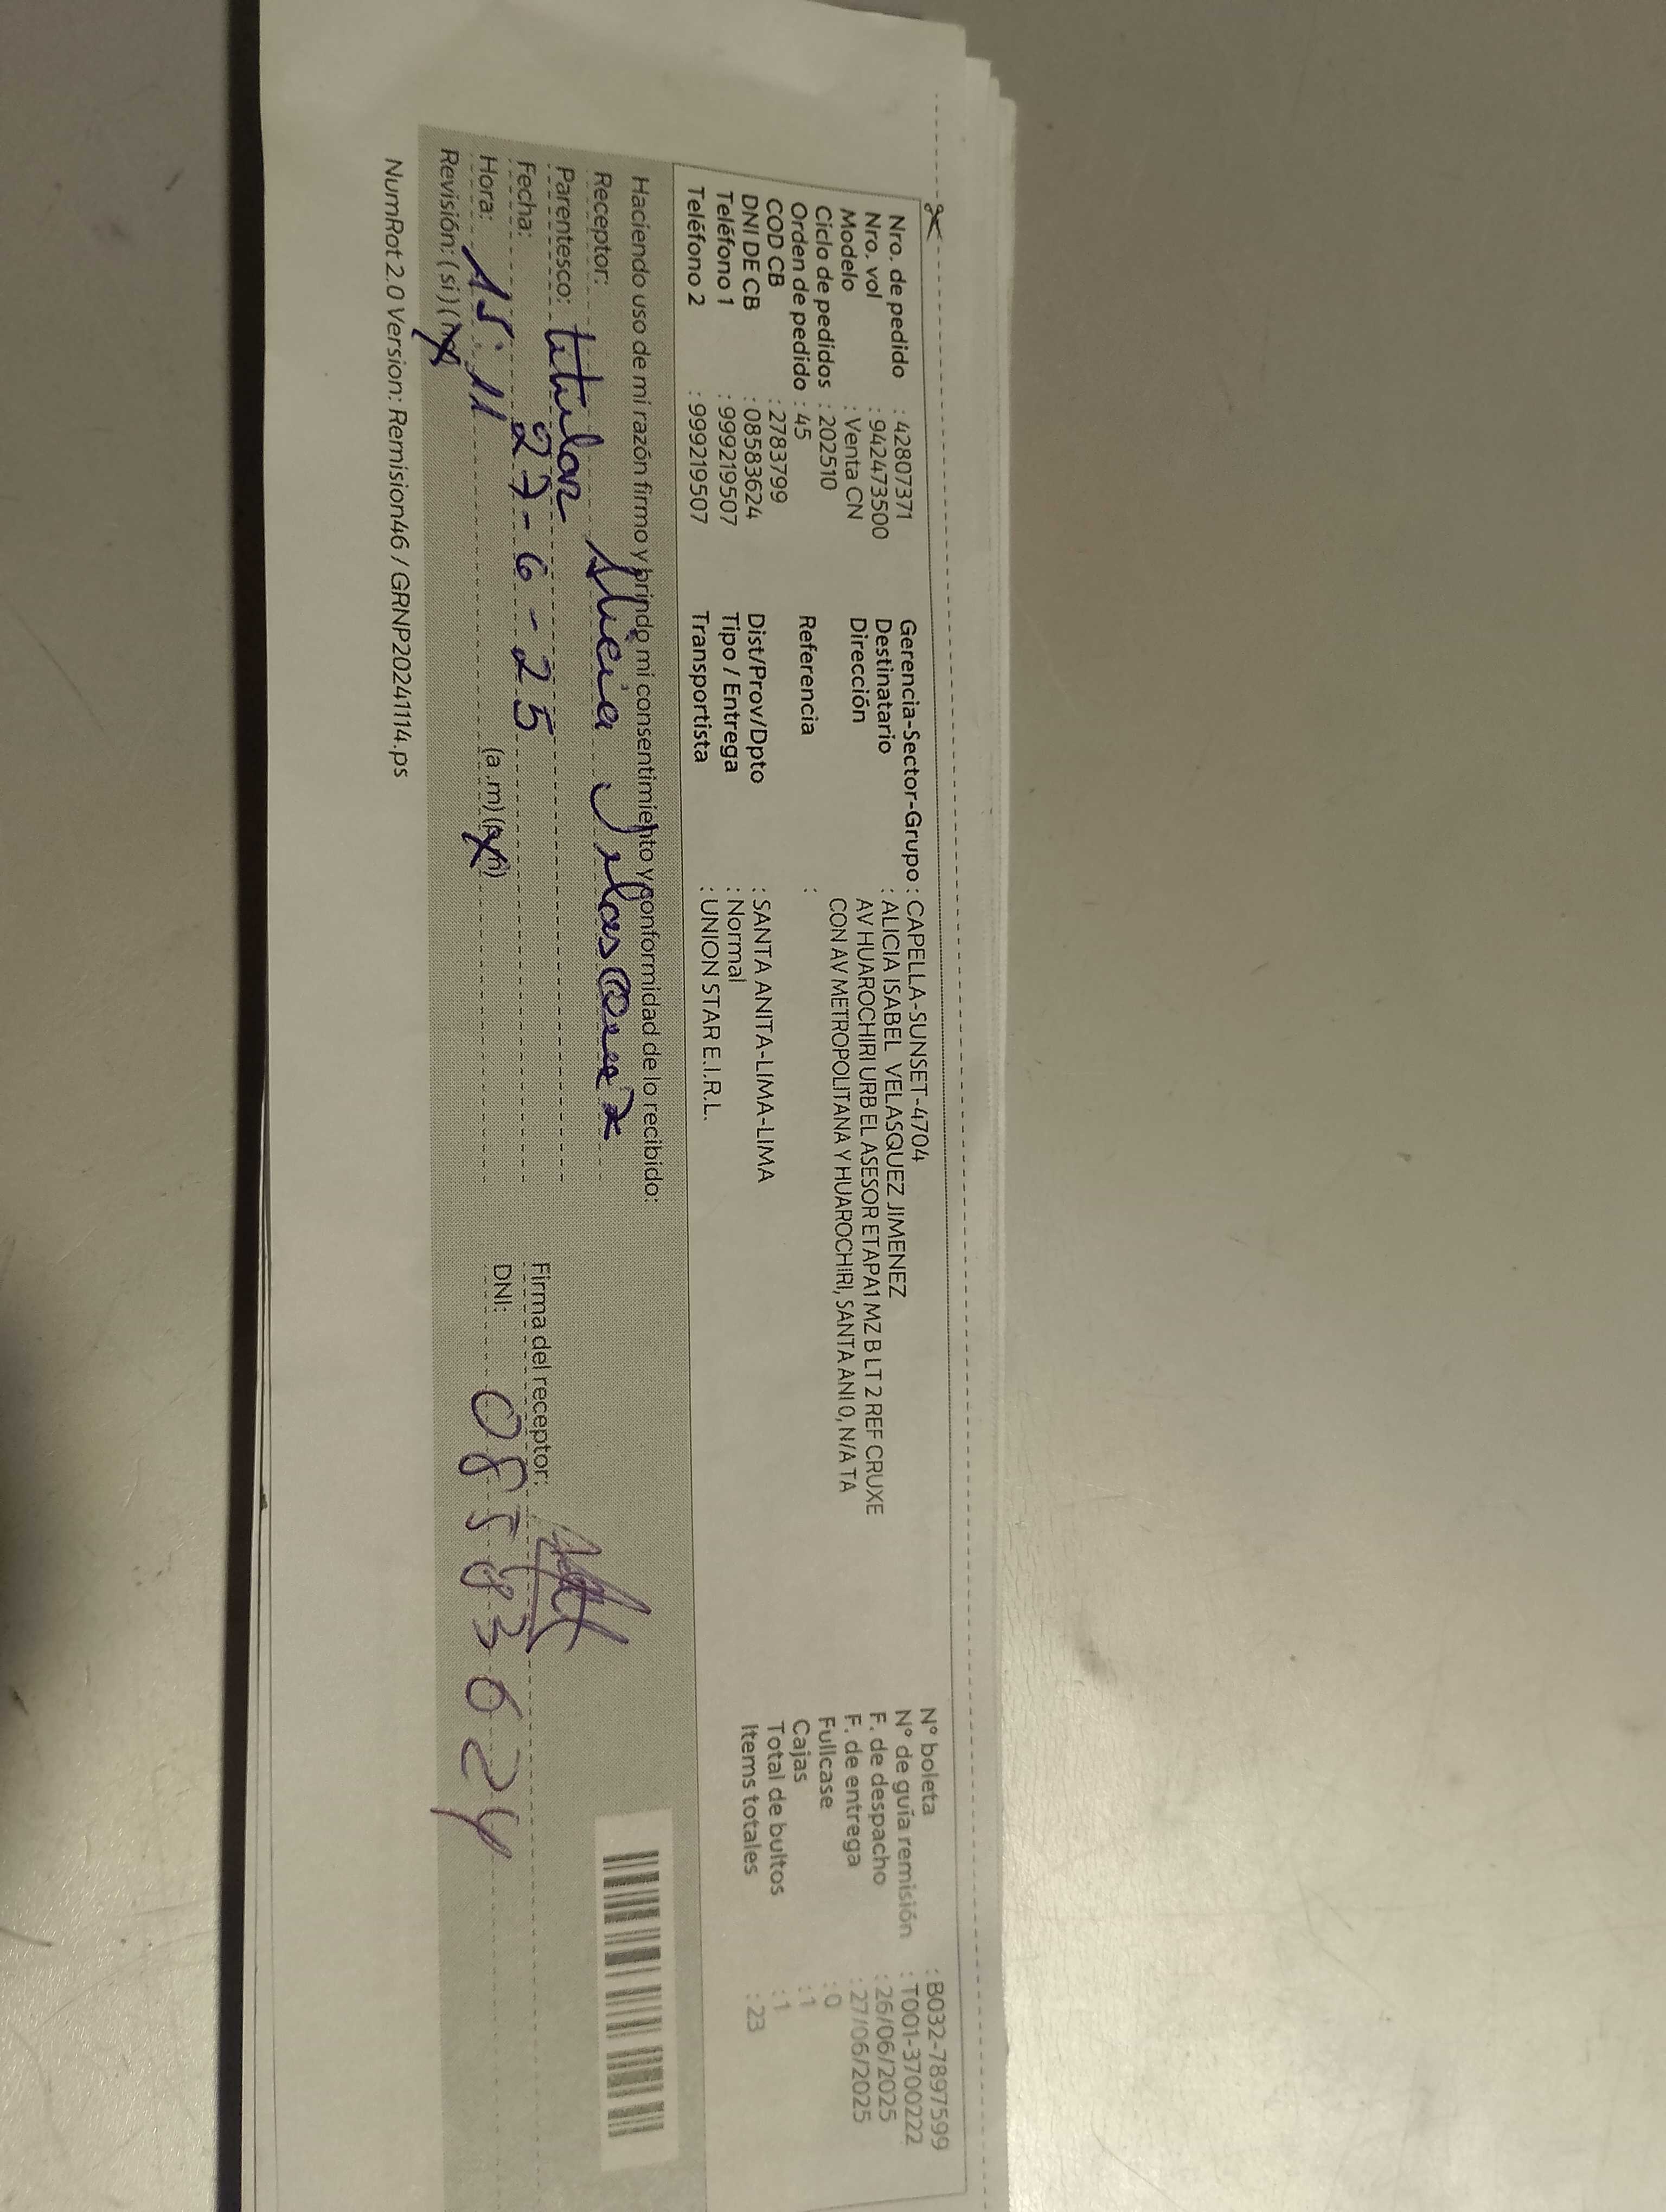 Nro. de pedido : 42807371
Nro. vol : 942473500
Modelo : Venta CN
Ciclo de pedidos : 202510
Orden de pedido : 45
COD CB : 2783799
DNI DE CB : 08583624
Teléfono 1 : 999219507
Teléfono 2 : 999219507
Gerencia-Sector-Grupo : CAPELLA-SUNSET-4704
Destinatario : ALICIA ISABEL VELASQUEZ JIMENEZ
Dirección AV HUAROCHIRI URB EL ASESOR ETAPA1 MZ B LT 2 REF CRUXE
CON AV METROPOLITANA Y HUAROCHIRI, SANTA ANI 0, N/A TA
Referencia :
Dist/Prov/Dpto : SANTA ANITA-LIMA-LIMA
Tipo / Entrega : Normal
Transportista : UNION STAR E.I.R.L.
N° boleta : B032-7897599
N° de guía remisión : T001-3700222
F. de despacho : 26/06/2025
F. de entrega : 27/06/2025
Fullcase : 0
Cajas : 1
Total de bultos : 1
Items totales : 23
Haciendo uso de mi razón firmo y brindo mi consentimiento y conformidad de lo recibido:
Receptor: Alicia
Parentesco: titular
Fecha: 27-6-25
Hora: 15:11 (a.m) (p.m)
Revisión: (si) (no)
Firma del receptor:
DNI: 08583624
NumRot 2.0 Version: Remision46 / GRNP20241114.ps